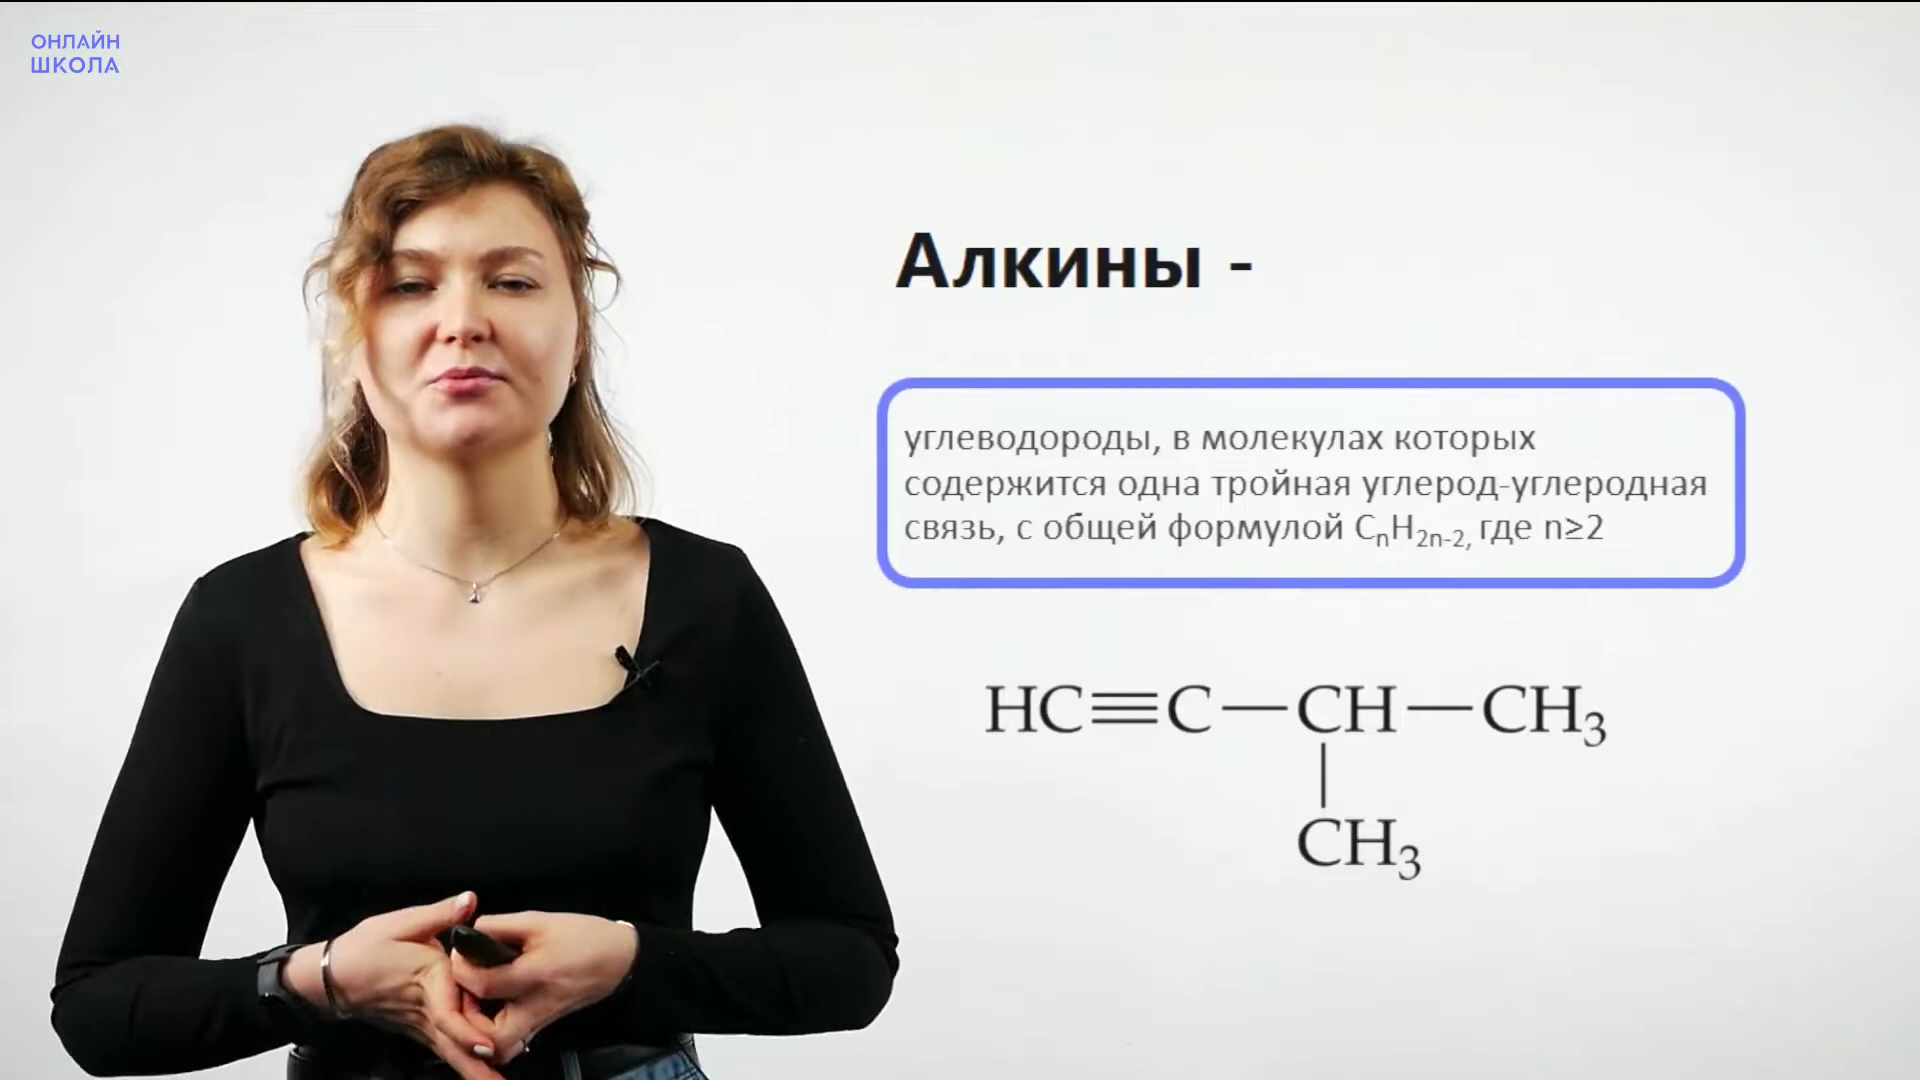 ОНЛАЙН
ШКОЛА
Алкины -
углеводороды, в молекулах которых
содержится одна тройная углерод-углеродная
связь, с общей формулой CₙH₂ₙ₋₂, где n≥2
HC≡C—CH—CH₃
|
CH₃